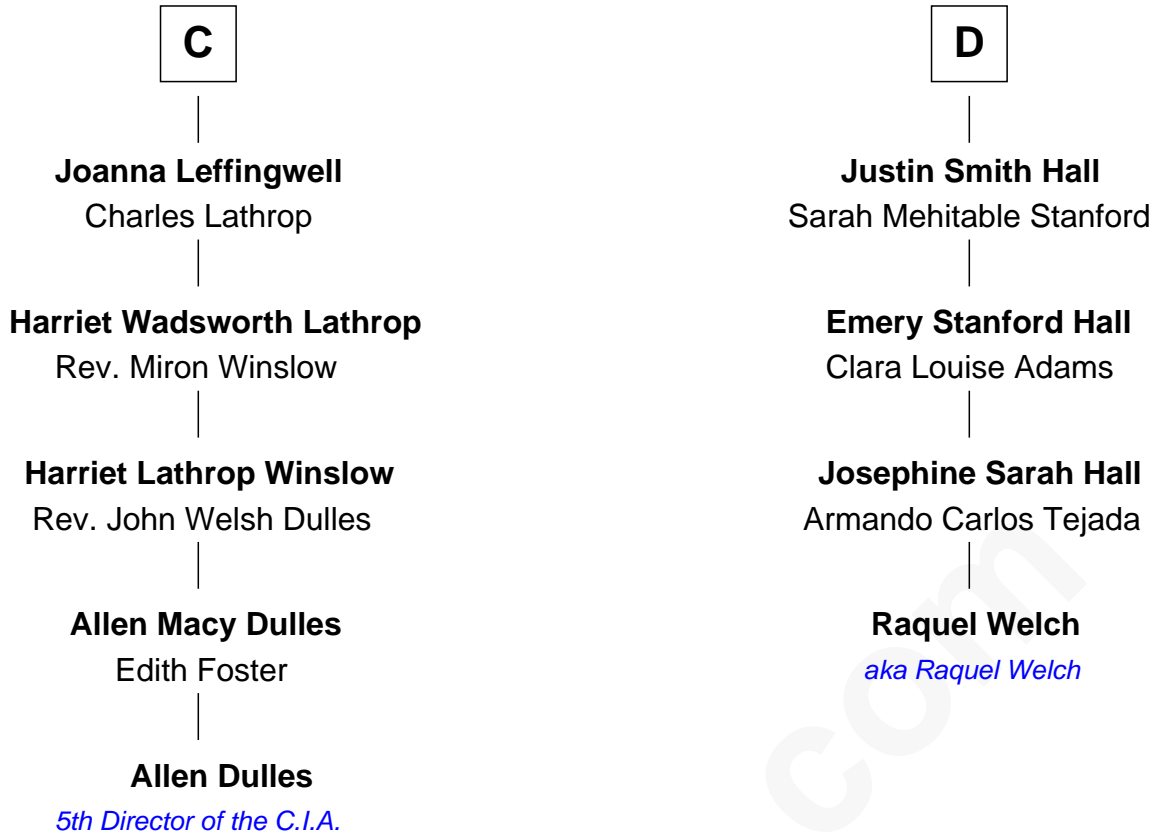 C
Joanna Leffingwell
Charles Lathrop
Harriet Wadsworth Lathrop
Rev. Miron Winslow
Harriet Lathrop Winslow
Rev. John Welsh Dulles
Allen Macy Dulles
Edith Foster
Allen Dulles
5th Director of the C.I.A.
D
Justin Smith Hall
Sarah Mehitable Stanford
Emery Stanford Hall
Clara Louise Adams
Josephine Sarah Hall
Armando Carlos Tejada
Raquel Welch
aka Raquel Welch
com